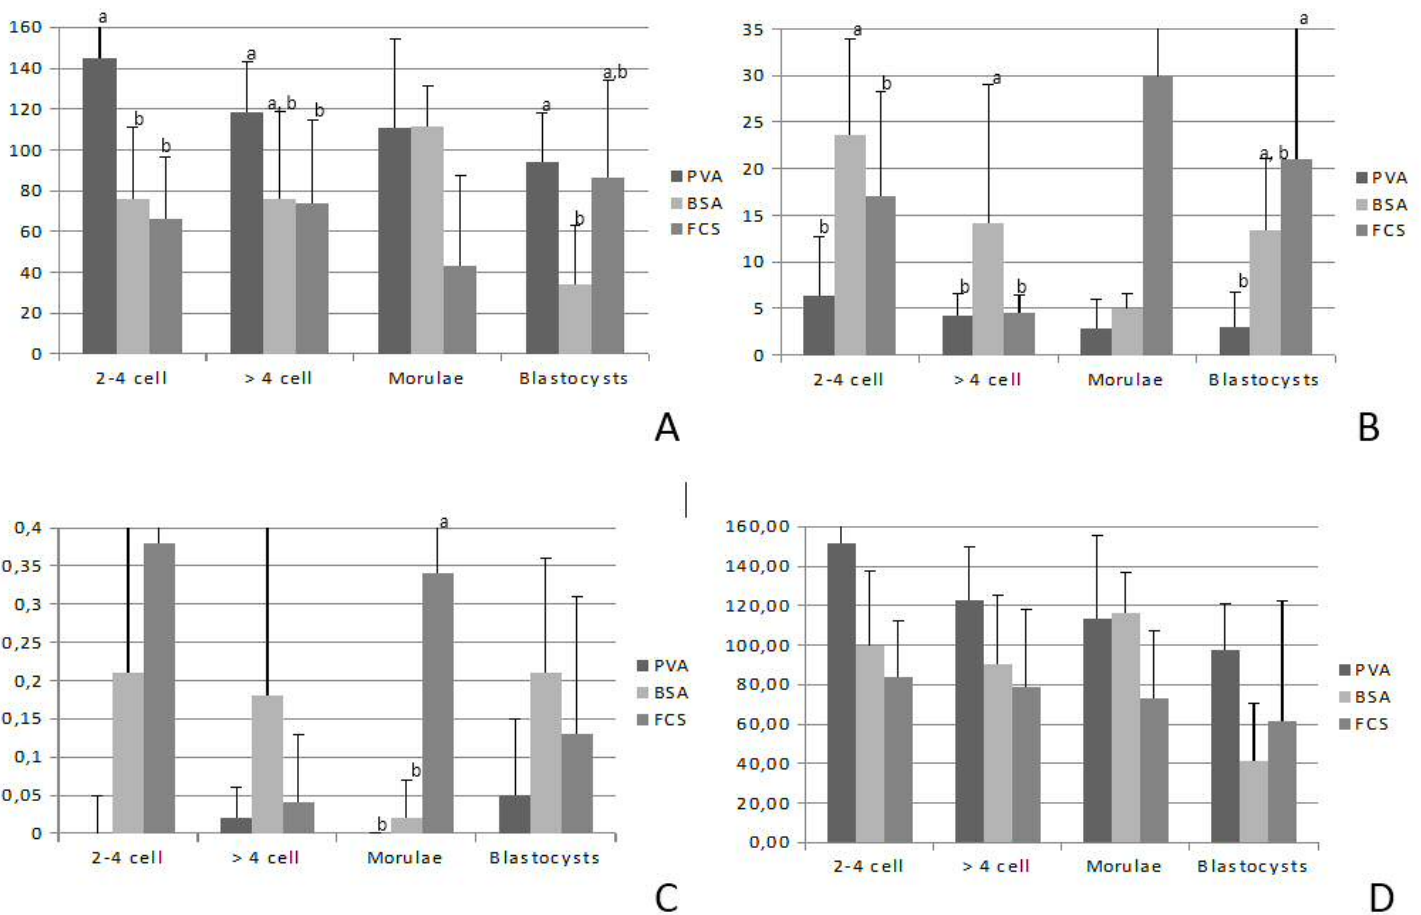 a
160
140 a a,b
120 a,b b b a
100 b
80
60 b
40
20
0
PVA
BSA
FCS
2-4 cell > 4 cell Morulae Blastocysts
A
a
35 a
30 a
25 b
20 a, b
15
10 b b b b
5
0
PVA
BSA
FCS
2-4 cell > 4 cell Morulae Blastocysts
B
0,4 a
0,35
0,3
0,25
0,2
0,15
0,1 b
0,05
0 b
PVA
BSA
FCS
2-4 cell > 4 cell Morulae Blastocysts
C
160,00
140,00
120,00
100,00
80,00
60,00
40,00
20,00
0,00
PVA
BSA
FCS
2-4 cell > 4 cell Morulae Blastocysts
D